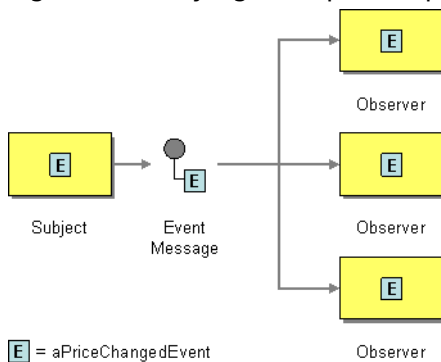 E
Observer
E
E
E
Subject
Event
Message
Observer
E
E = aPriceChangedEvent
Observer